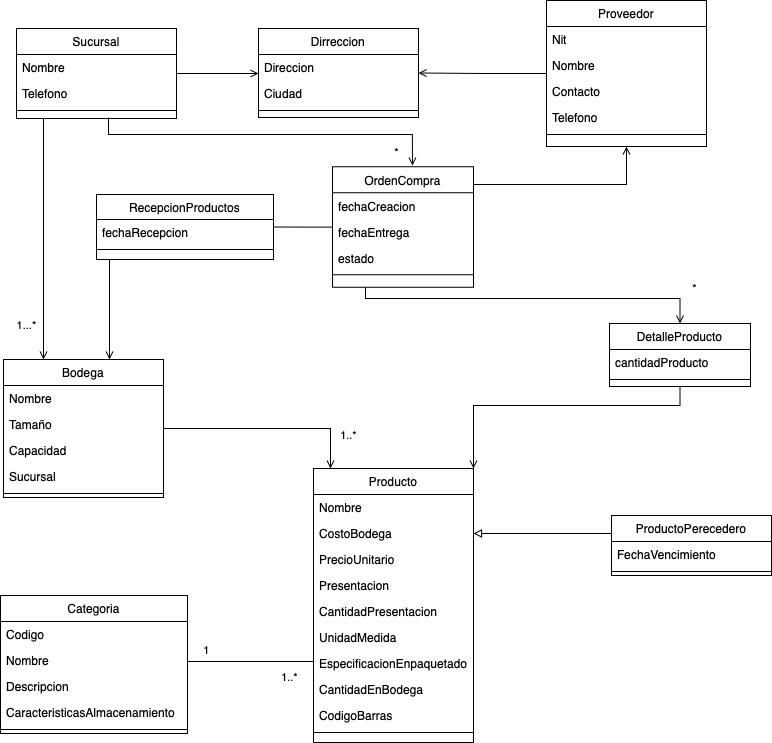 Sucursal
Nombre
Telefono
Dirreccion
Direccion
Ciudad
Proveedor
Nit
Nombre
Contacto
Telefono
*
OrdenCompra
fechaCreacion
fechaEntrega
estado
RecepcionProductos
fechaRecepcion
*
1...*
DetalleProducto
cantidadProducto
Bodega
Nombre
Tamaño
Capacidad
Sucursal
1..*
Producto
Nombre
CostoBodega
PrecioUnitario
Presentacion
CantidadPresentacion
UnidadMedida
EspecificacionEnpaquetado
CantidadEnBodega
CodigoBarras
ProductoPerecedero
FechaVencimiento
Categoria
Codigo
Nombre
Descripcion
CaracteristicasAlmacenamiento
1
1..*